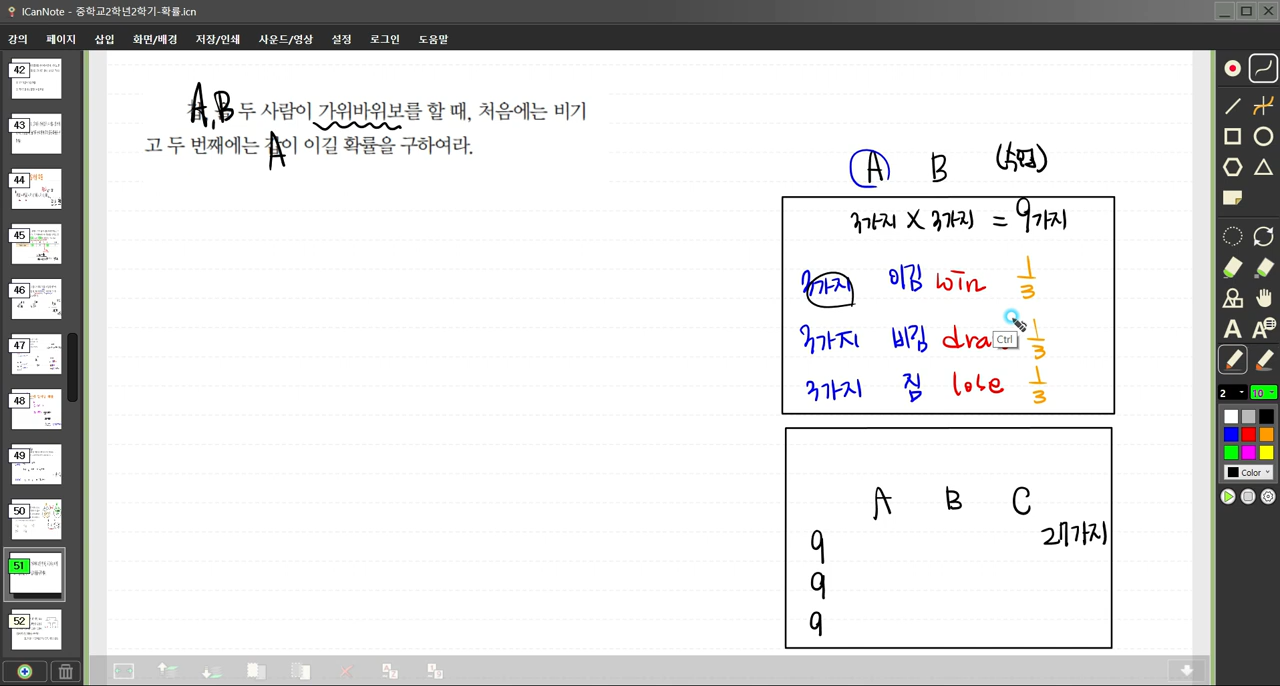 ICanNote - 중학교2학년2학기-확률.icn
강의 페이지 삽입 화면/배경 저장/인쇄 사운드/영상 설정 로그인 도움말
42
43
44
45
46
47
48
49
50
51
52
A, B 두 사람이 가위바위보를 할 때, 처음에는 비기
고 두 번째에는 A이 이길 확률을 구하여라.
A B
3가지 × 3가지 = 9가지
3가지 이김 win 1/3
3가지 비김 1/3
3가지 짐 lose 1/3
Ctrl
A B C
27가지
9
9
9
2 10
Color